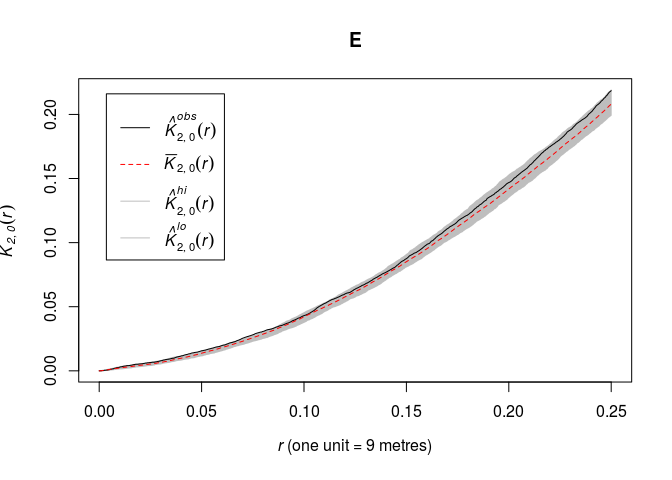 E
K̂ obs 2, 0 (r)
K̅ 2, 0 (r)
K̂ hi 2, 0 (r)
K̂ lo 2, 0 (r)
K 2, 0 (r)
0.20
0.15
0.10
0.05
0.00
0.00 0.05 0.10 0.15 0.20 0.25
r (one unit = 9 metres)